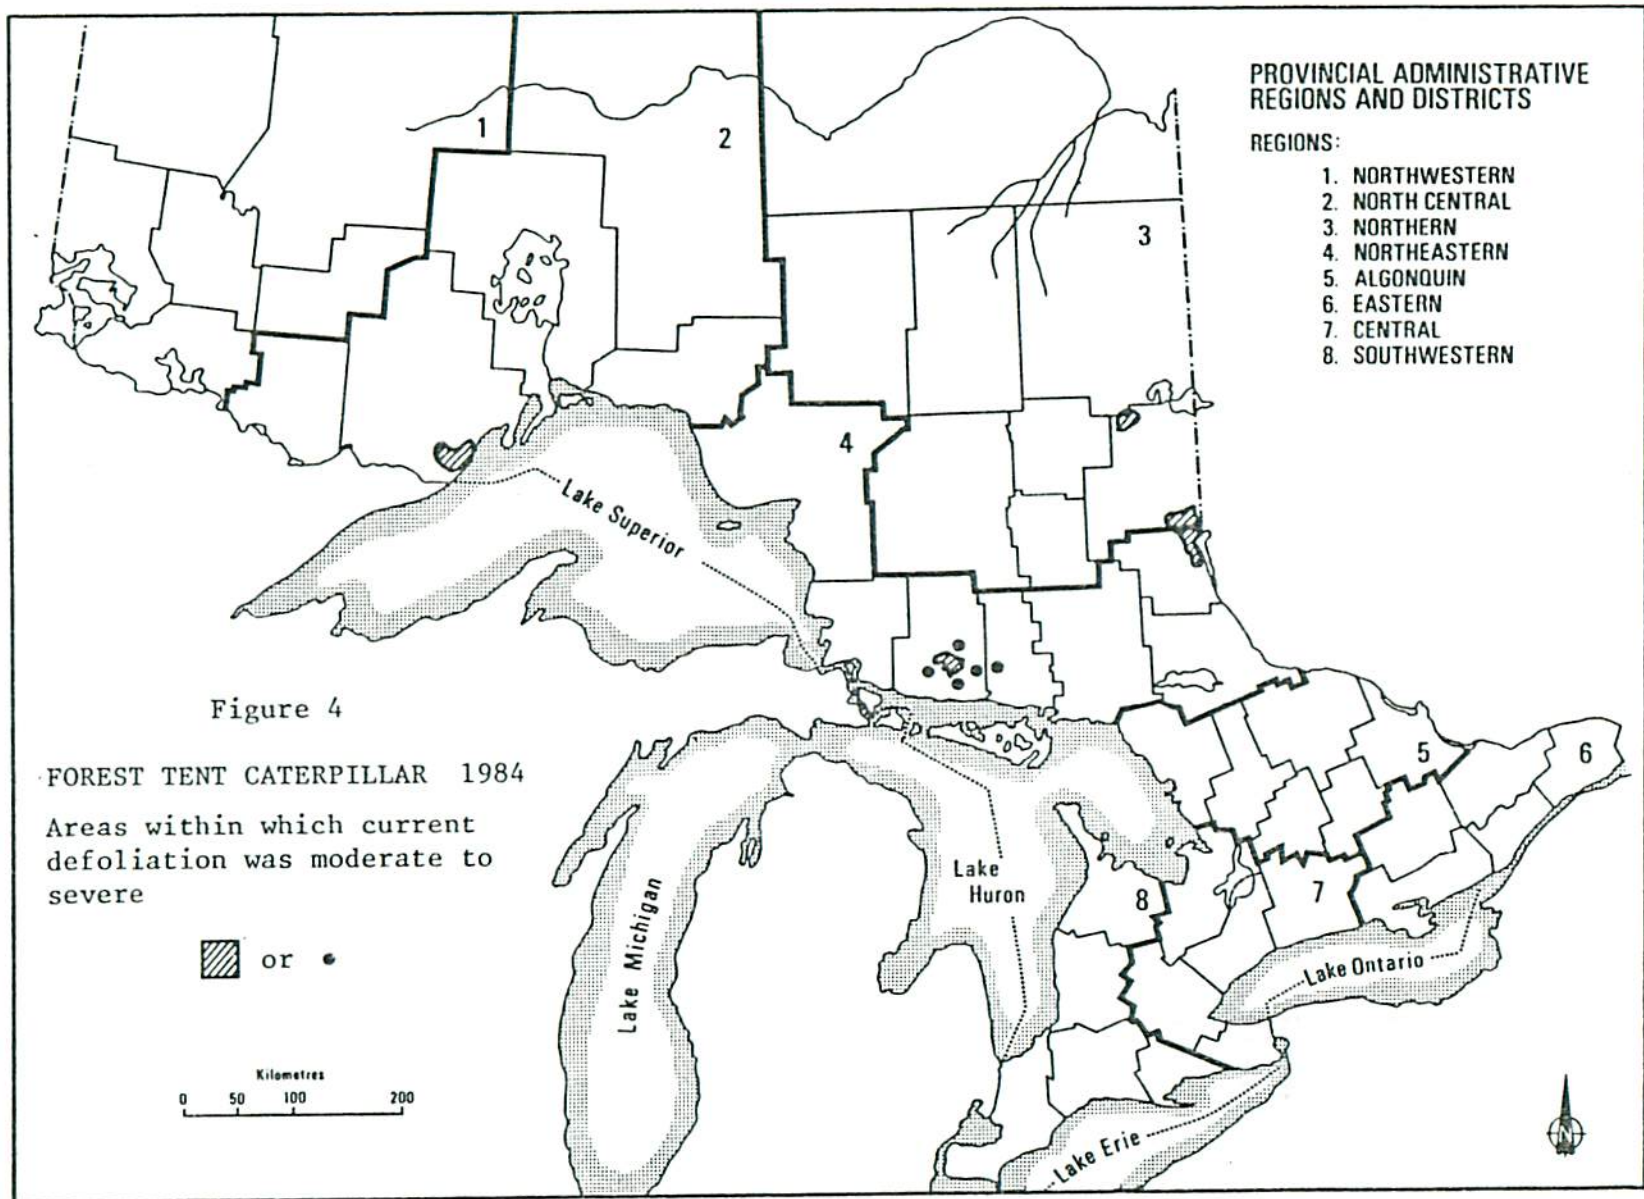 PROVINCIAL ADMINISTRATIVE
REGIONS AND DISTRICTS
REGIONS:
1. NORTHWESTERN
2. NORTH CENTRAL
3. NORTHERN
4. NORTHEASTERN
5. ALGONQUIN
6. EASTERN
7. CENTRAL
8. SOUTHWESTERN
1
2
3
4
Lake Superior
Figure 4
FOREST TENT CATERPILLAR 1984
Areas within which current
defoliation was moderate to
severe
or
5
6
7
8
Lake
Huron
Lake Michigan
Lake Ontario
Lake Erie
Kilometres
0 50 100 200
N